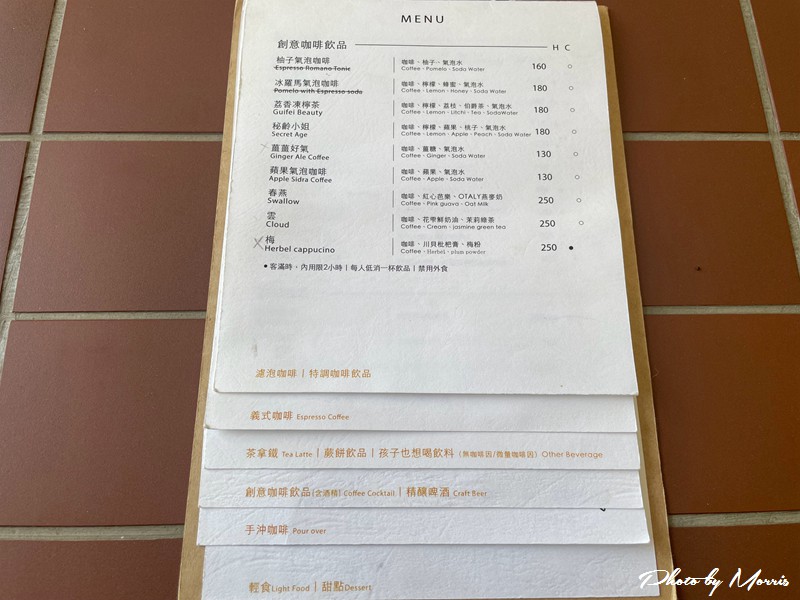 MENU
創意咖啡飲品 H C
柚子氣泡咖啡 咖啡、柚子、氣泡水
Espresso Romano Tonic Coffee、Pomelo、Soda Water 160 ○
冰羅馬氣泡咖啡 咖啡、檸檬、蜂蜜、氣泡水
Pomelo with Espresso soda Coffee、Lemon、Honey、Soda Water 180 ○
荔香凍檸茶 咖啡、檸檬、荔枝、伯爵茶、氣泡水
Guifei Beauty Coffee、Lemon、Litchi、Tea、SodaWater 180 ○
秘齡小姐 咖啡、檸檬、蘋果、桃子、氣泡水
Secret Age Coffee、Lemon、Apple、Peach、Soda Water 180 ○
薑薑好氣 咖啡、薑糖、氣泡水
Ginger Ale Coffee Coffee、Ginger、Soda Water 130 ○
蘋果氣泡咖啡 咖啡、蘋果、氣泡水
Apple Sidra Coffee Coffee、Apple、Soda Water 130 ○
春燕 咖啡、紅心芭樂、OTALY燕麥奶
Swallow Coffee、Pink guava、Oat Milk 250 ○
雲 咖啡、花雫鮮奶油、茉莉綠茶
Cloud Coffee、Cream、jasmine green tea 250 ○
梅 咖啡、川貝枇杷膏、梅粉
Herbel cappucino Coffee、Herbel、plum powder 250 ●
●客滿時、內用限2小時|每人低消一杯飲品|禁用外食
濾泡咖啡|特調咖啡飲品
義式咖啡 Espresso Coffee
茶拿鐵 Tea Latte|蕨餅飲品|孩子也想喝飲料(無咖啡因/微量咖啡因)Other Beverage
創意咖啡飲品(含酒精) Coffee Cocktail|精釀啤酒 Craft Beer
手沖咖啡 Pour over
輕食Light Food|甜點Dessert
Photo by Morris